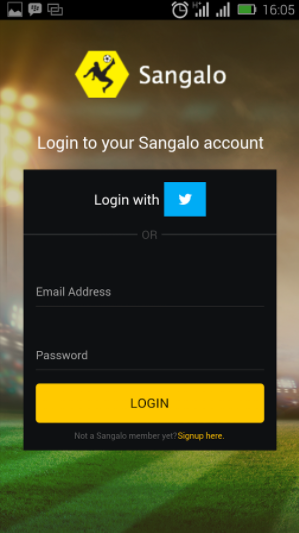 16:05
Sangalo
Login to your Sangalo account
Login with
OR
Email Address
Password
LOGIN
Not a Sangalo member yet?Signup here.